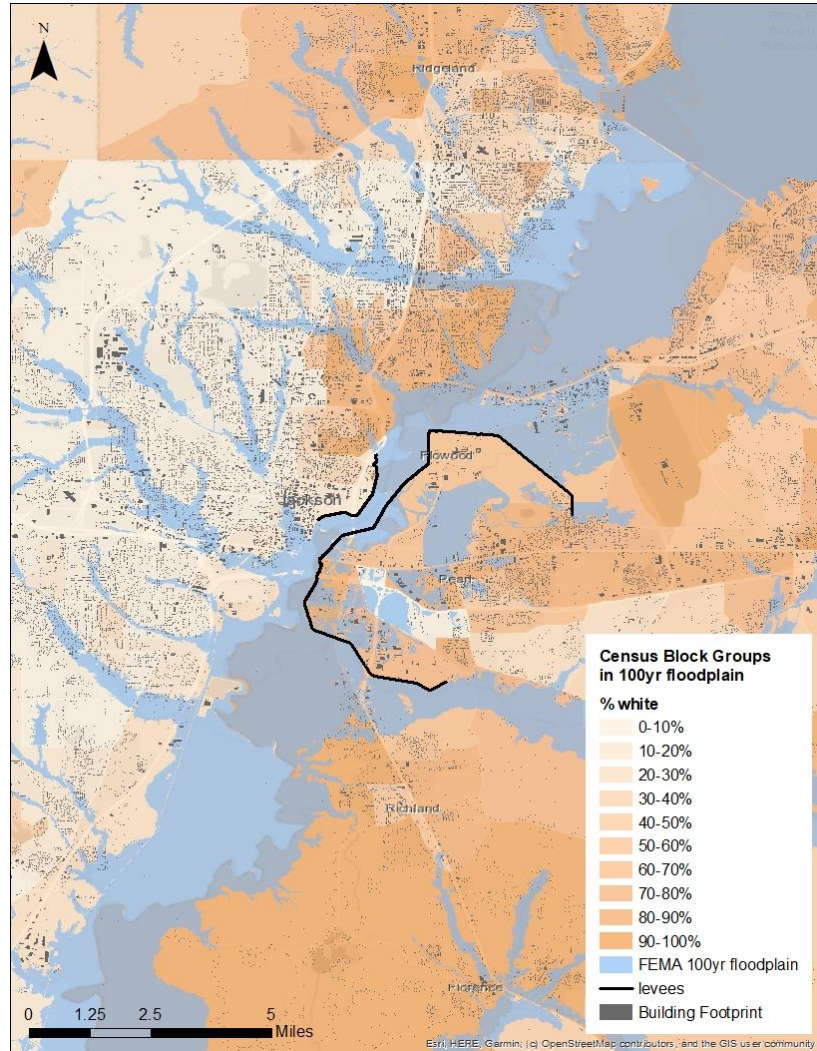 N
Ridgeland
Flowood
Jackson
Pearl
Richland
Florence
Census Block Groups
in 100yr floodplain
% white
0-10%
10-20%
20-30%
30-40%
40-50%
50-60%
60-70%
70-80%
80-90%
90-100%
FEMA 100yr floodplain
levees
Building Footprint
0 1.25 2.5 5
Miles
Esri, HERE, Garmin, (c) OpenStreetMap contributors, and the GIS user community